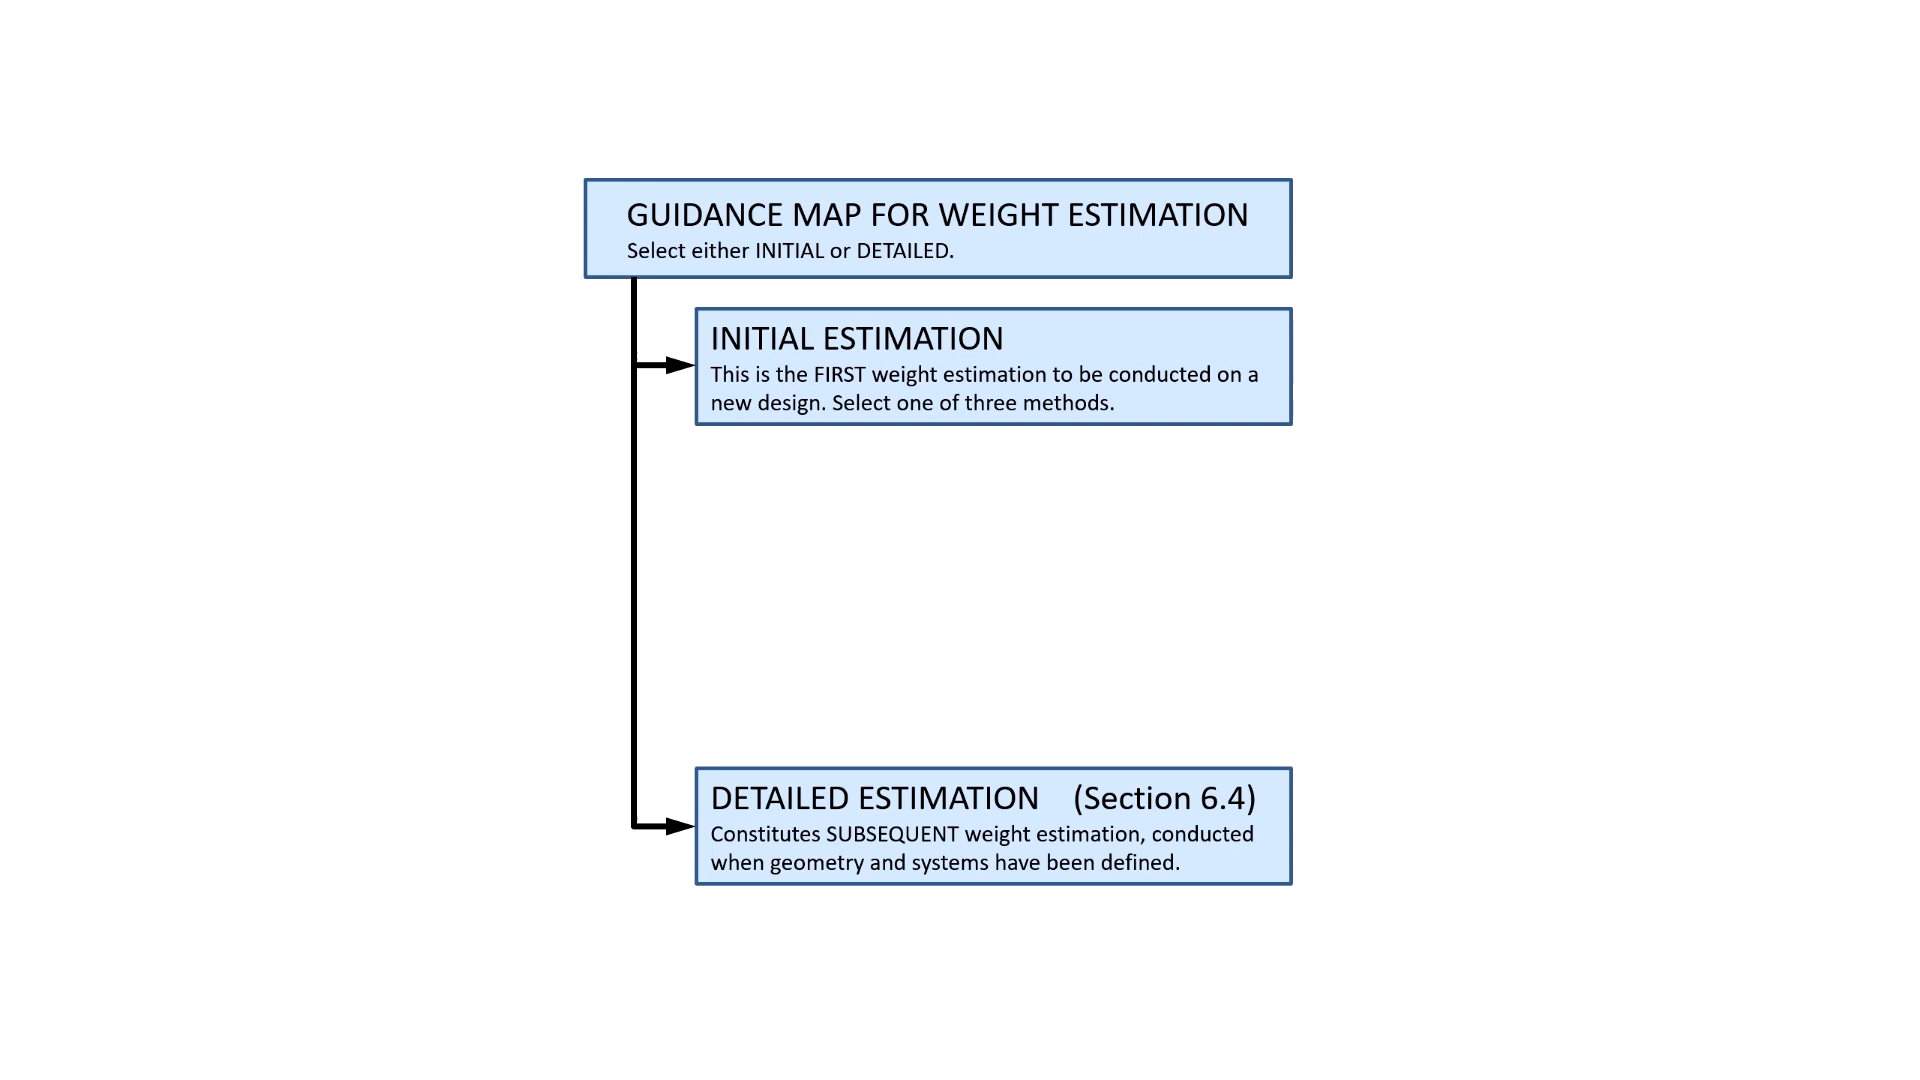 GUIDANCE MAP FOR WEIGHT ESTIMATION
Select either INITIAL or DETAILED.
INITIAL ESTIMATION
This is the FIRST weight estimation to be conducted on a
new design. Select one of three methods.
DETAILED ESTIMATION (Section 6.4)
Constitutes SUBSEQUENT weight estimation, conducted
when geometry and systems have been defined.